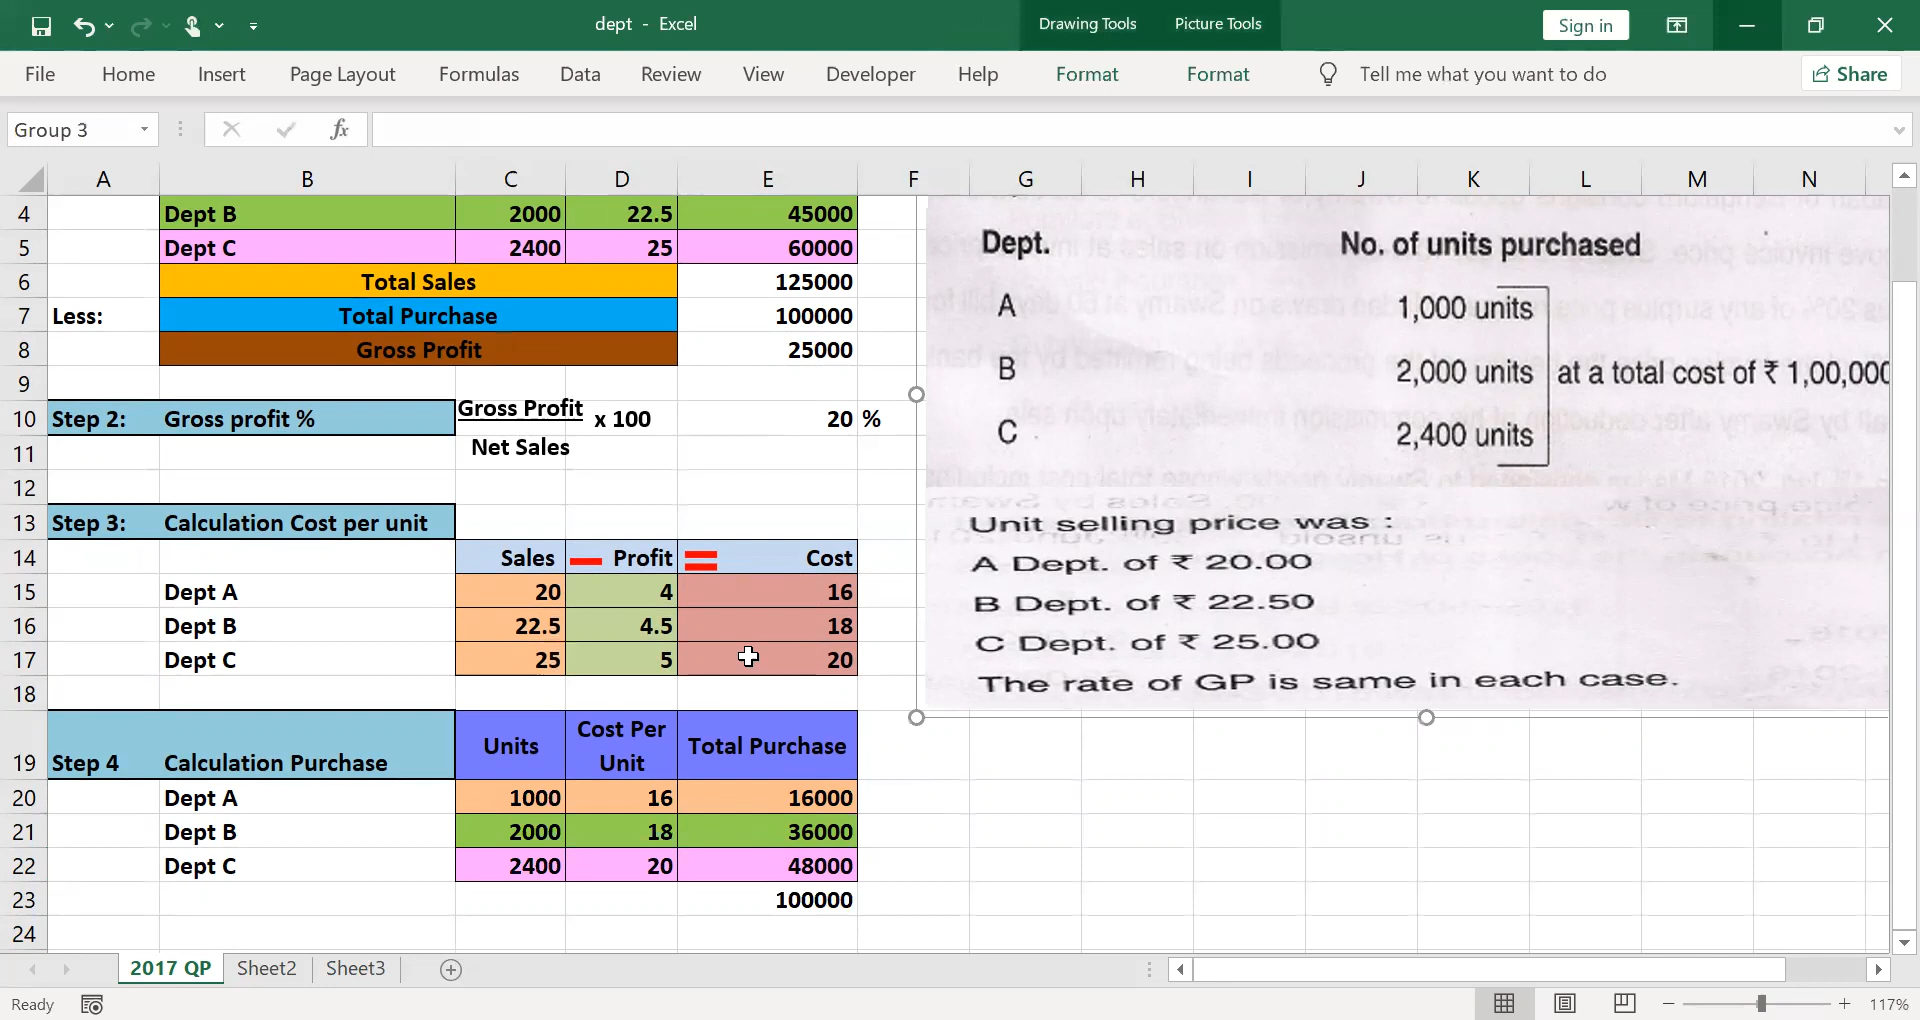 dept - Excel
Drawing Tools
Picture Tools
Sign in
File Home Insert Page Layout Formulas Data Review View Developer Help Format Format Tell me what you want to do Share
Group 3 fx
A B C D E F G H I J K L M N
4 Dept B 2000 22.5 45000
5 Dept C 2400 25 60000
6 Total Sales 125000
7 Less: Total Purchase 100000
8 Gross Profit 25000
9
10 Step 2: Gross profit % Gross Profit x 100 20 %
11 Net Sales
12
13 Step 3: Calculation Cost per unit
14 Sales Profit Cost
15 Dept A 20 4 16
16 Dept B 22.5 4.5 18
17 Dept C 25 5 20
18
19 Step 4 Calculation Purchase Units Cost Per Unit Total Purchase
20 Dept A 1000 16 16000
21 Dept B 2000 18 36000
22 Dept C 2400 20 48000
23 100000
24
Dept. No. of units purchased
A 1,000 units
B 2,000 units at a total cost of ₹ 1,00,000
C 2,400 units
Unit selling price was :
A Dept. of ₹ 20.00
B Dept. of ₹ 22.50
C Dept. of ₹ 25.00
The rate of GP is same in each case.
2017 QP Sheet2 Sheet3
Ready 117%